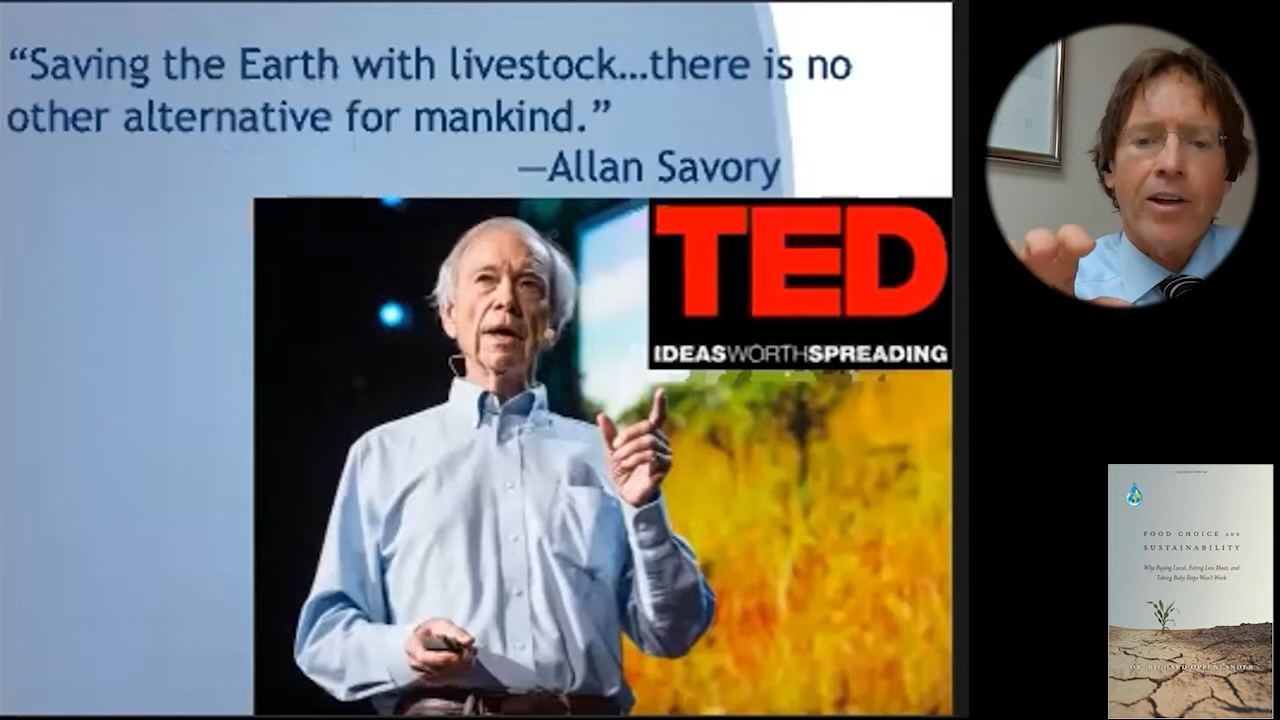 “Saving the Earth with livestock...there is no
other alternative for mankind.”
—Allan Savory
TED
IDEASWORTHSPREADING
FOOD CHOICE AND
SUSTAINABILITY
Why Buying Local, Eating Less Meat, and
Taking Baby Steps Won't Work
DR. RICHARD OPPENLANDER